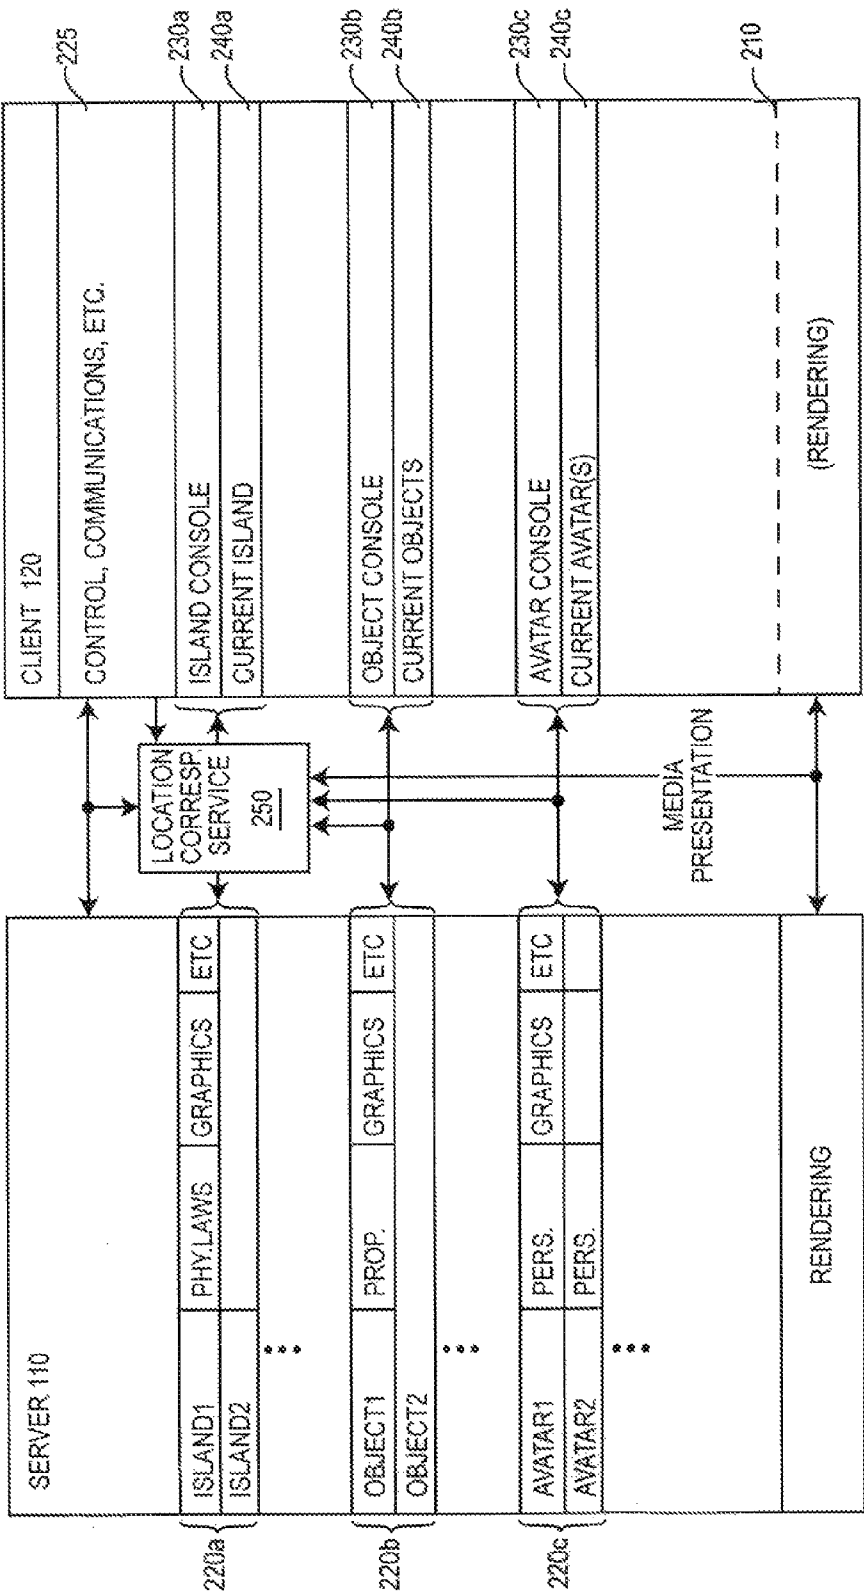 SERVER 110
220a
ISLAND1 PHY.LAWS GRAPHICS ETC
ISLAND2
•••
220b
OBJECT1 PROP. GRAPHICS ETC
OBJECT2
•••
220c
AVATAR1 PERS. GRAPHICS ETC
AVATAR2 PERS.
•••
RENDERING
LOCATION
CORRESP.
SERVICE
250
MEDIA
PRESENTATION
CLIENT 120
CONTROL, COMMUNICATIONS, ETC.
225
ISLAND CONSOLE
230a
CURRENT ISLAND
240a
OBJECT CONSOLE
230b
CURRENT OBJECTS
240b
AVATAR CONSOLE
230c
CURRENT AVATAR(S)
240c
210
(RENDERING)